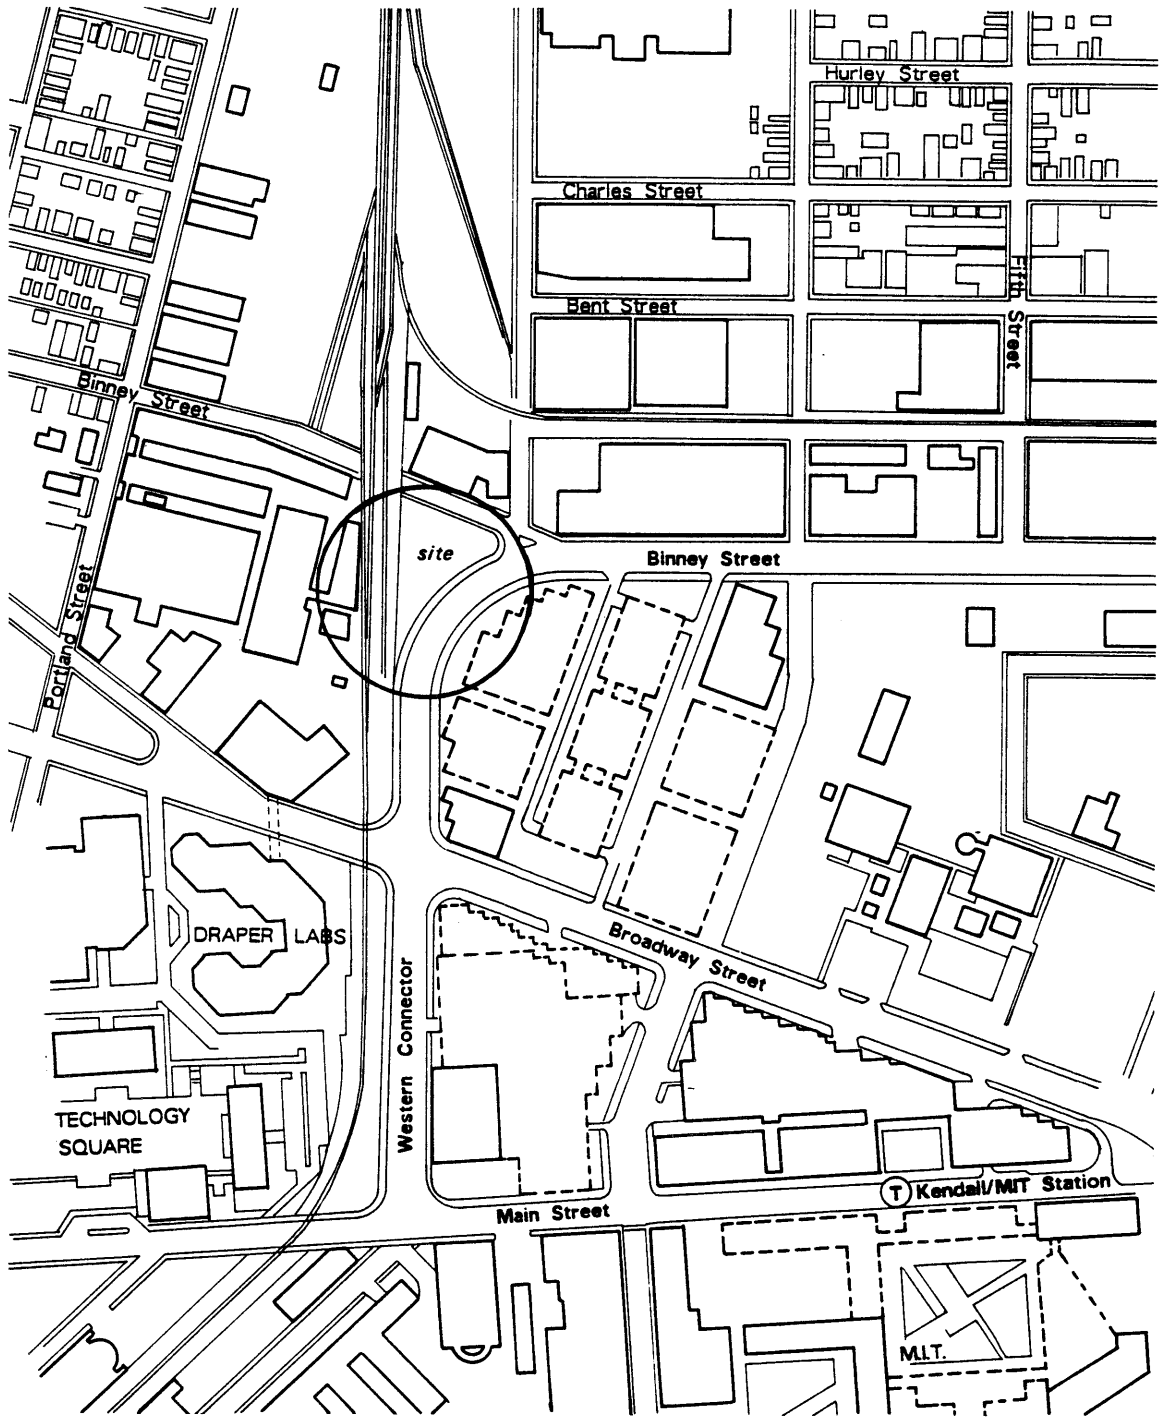 Hurley Street
Charles Street
Fifth Street
Bent Street
Binney Street
site
Binney Street
Portland Street
DRAPER LABS
Broadway Street
Western Connector
TECHNOLOGY
SQUARE
T Kendall/MIT Station
Main Street
M.I.T.